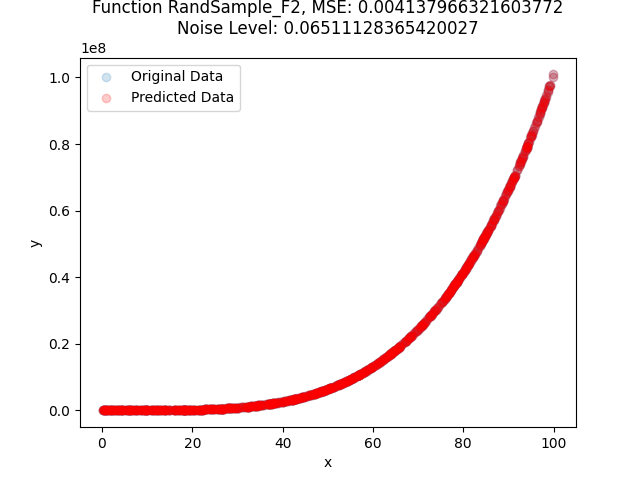 Function RandSample_F2, MSE: 0.004137966321603772
Noise Level: 0.06511128365420027
1e8
Original Data
Predicted Data
1.0
0.8
0.6
0.4
0.2
0.0
y
0 20 40 60 80 100
x